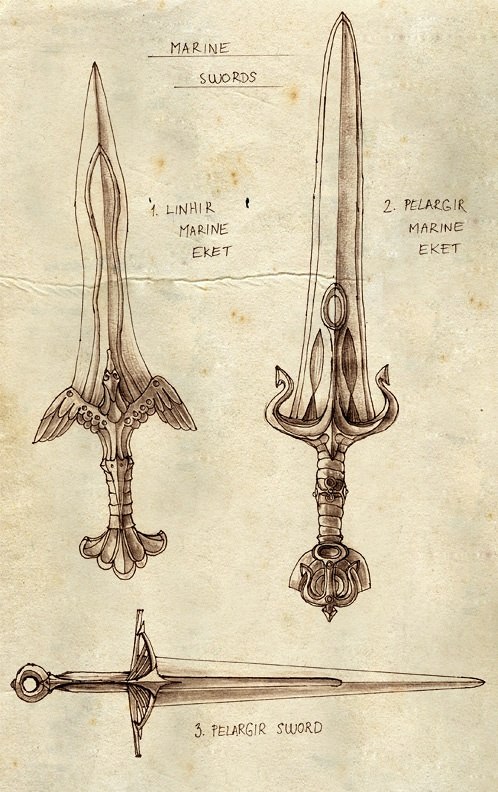 MARINE
SWORDS
1. LINHIR
MARINE
EKET
2. PELARGIR
MARINE
EKET
3. PELARGIR SWORD